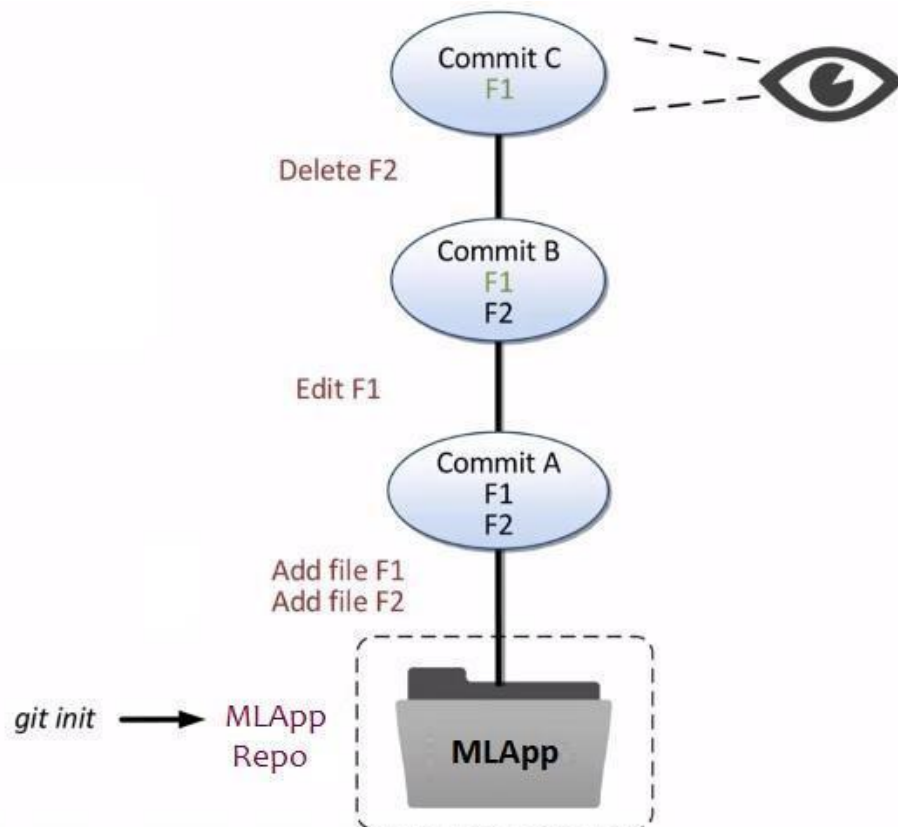 Commit C
F1
Delete F2
Commit B
F1
F2
Edit F1
Commit A
F1
F2
Add file F1
Add file F2
git init
MLApp
Repo
MLApp